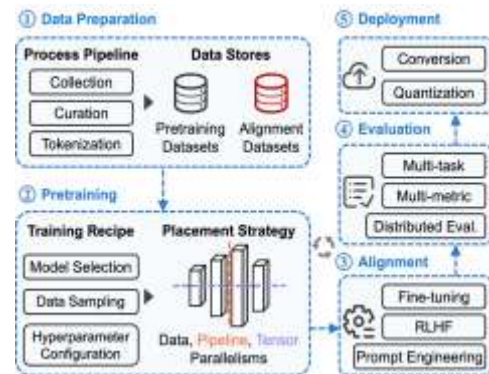 ① Data Preparation
Process Pipeline
Collection
Curation
Tokenization
Data Stores
Pretraining
Datasets
Alignment
Datasets
② Pretraining
Training Recipe
Model Selection
Data Sampling
Hyperparameter
Configuration
Placement Strategy
Data, Pipeline, Tensor
Parallelisms
③ Alignment
Fine-tuning
RLHF
Prompt Engineering
④ Evaluation
Multi-task
Multi-metric
Distributed Eval.
⑤ Deployment
Conversion
Quantization